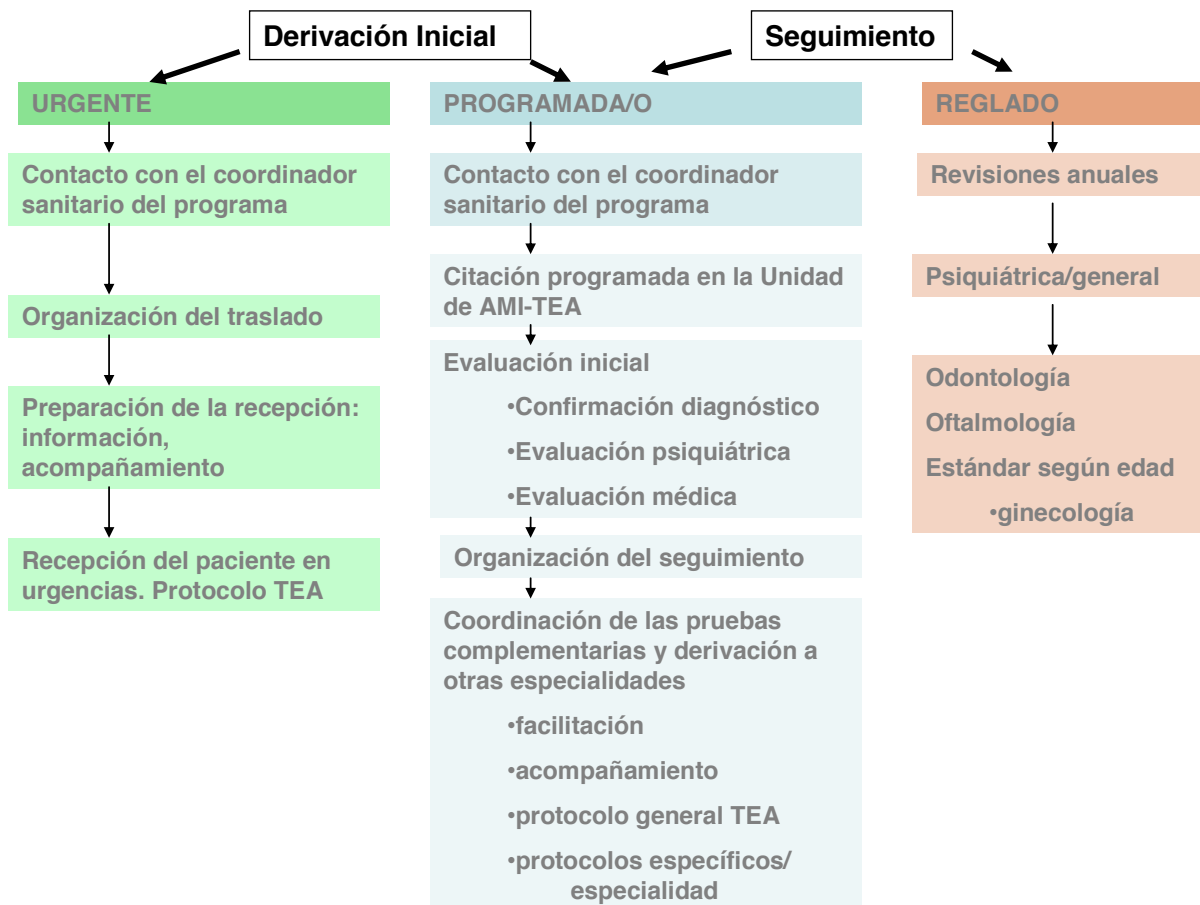 Derivación Inicial
Seguimiento
URGENTE
Contacto con el coordinador
sanitario del programa
Organización del traslado
Preparación de la recepción:
información,
acompañamiento
Recepción del paciente en
urgencias. Protocolo TEA
PROGRAMADA/O
Contacto con el coordinador
sanitario del programa
Citación programada en la Unidad
de AMI-TEA
Evaluación inicial
•Confirmación diagnóstico
•Evaluación psiquiátrica
•Evaluación médica
Organización del seguimiento
Coordinación de las pruebas
complementarias y derivación a
otras especialidades
•facilitación
•acompañamiento
•protocolo general TEA
•protocolos específicos/
especialidad
REGLADO
Revisiones anuales
Psiquiátrica/general
Odontología
Oftalmología
Estándar según edad
•ginecología